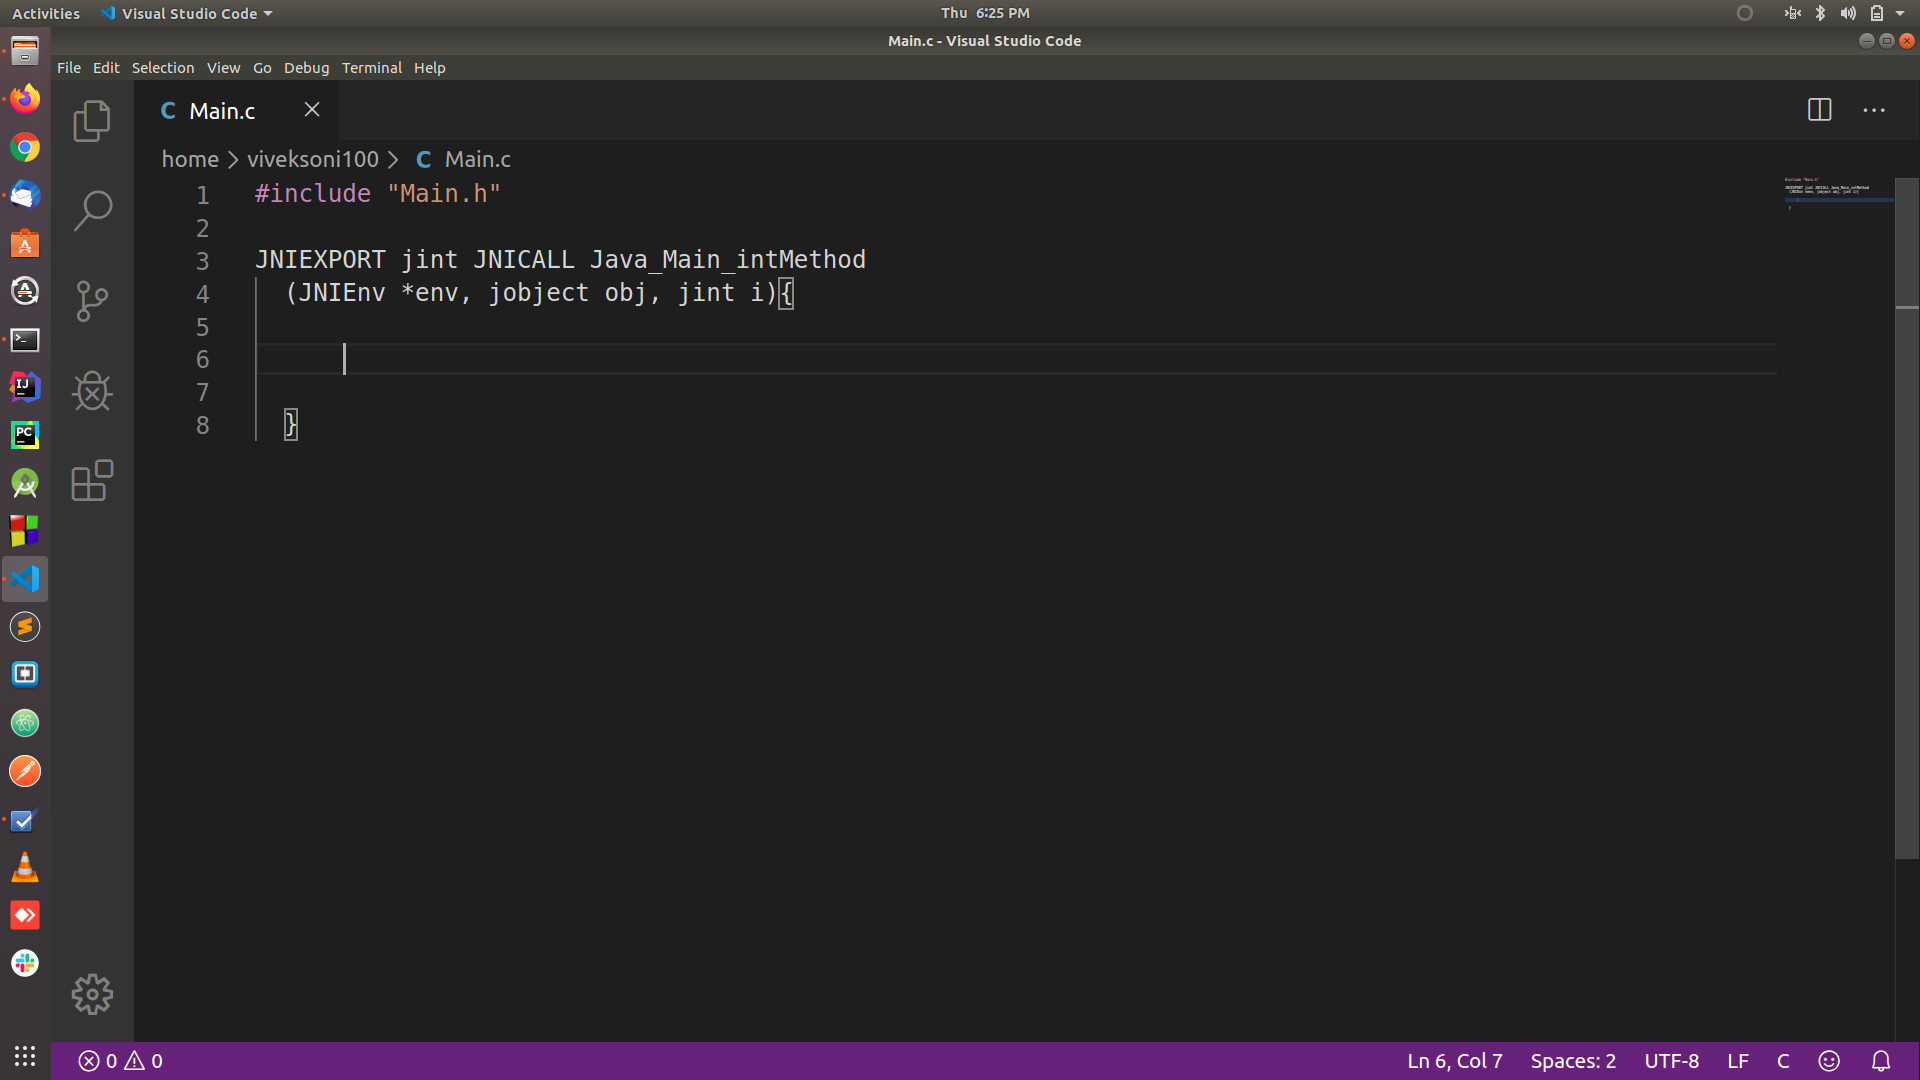 Activities Visual Studio Code Thu 6:25 PM
Main.c - Visual Studio Code
File Edit Selection View Go Debug Terminal Help
C Main.c
home > viveksoni100 > C Main.c
1 #include "Main.h"
2
3 JNIEXPORT jint JNICALL Java_Main_intMethod
4 (JNIEnv *env, jobject obj, jint i){
5
6
7
8 }
0 0 Ln 6, Col 7 Spaces: 2 UTF-8 LF C